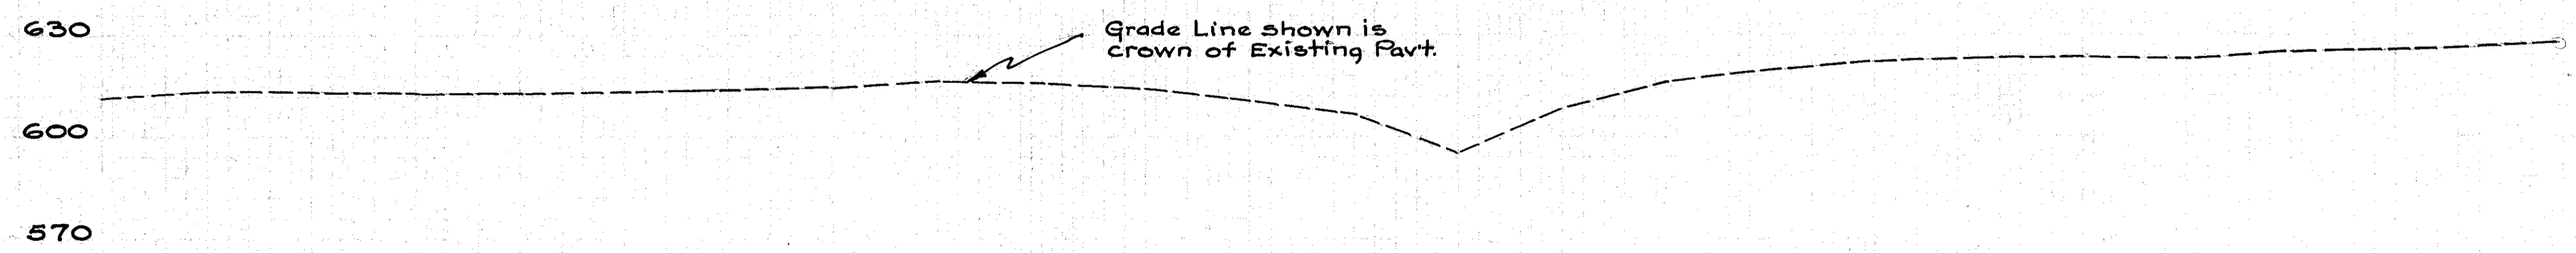 630
Grade Line shown is
crown of Existing Pav't.
600
570